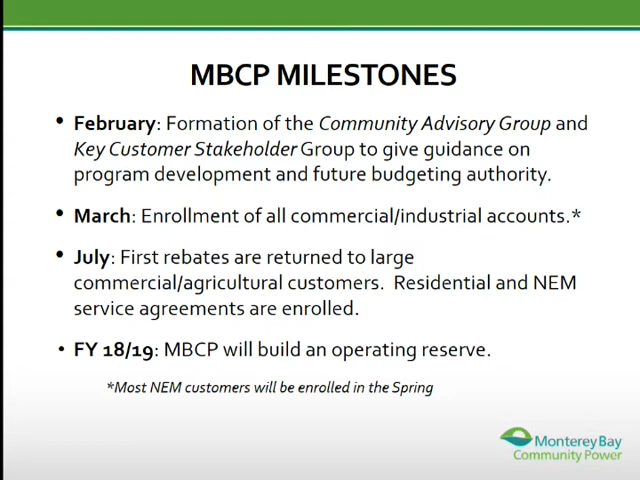 MBCP MILESTONES
• February: Formation of the Community Advisory Group and
Key Customer Stakeholder Group to give guidance on
program development and future budgeting authority.
• March: Enrollment of all commercial/industrial accounts.*
• July: First rebates are returned to large
commercial/agricultural customers. Residential and NEM
service agreements are enrolled.
• FY 18/19: MBCP will build an operating reserve.
*Most NEM customers will be enrolled in the Spring
Monterey Bay
Community Power